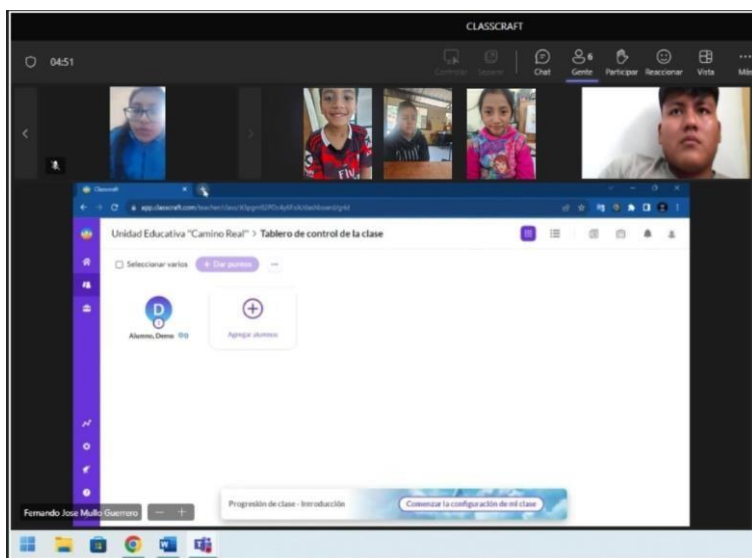 CLASSCRAFT
04:51
Chat
6
Gente
Participar
Reaccionar
Vista
Classcraft
Unidad Educativa "Camino Real" > Tablero de control de la clase
Seleccionar varios
+ Dar puntos
D
Alumno, Demo
Agregar alumnos
Progresión de clase - Introducción
Comenzar la configuración de mi clase
Fernando Jose Mullo Guerrero